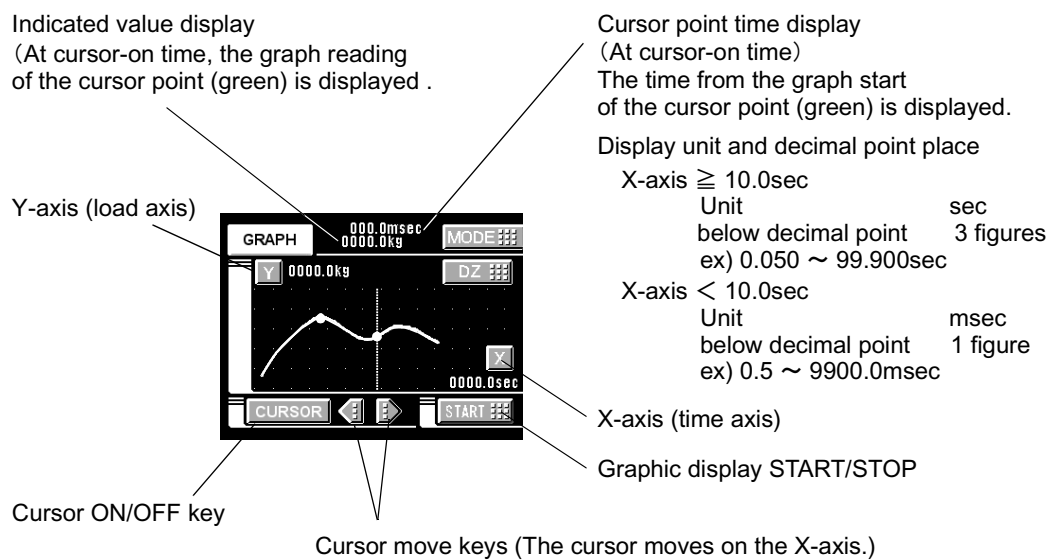 Indicated value display
（At cursor-on time, the graph reading
of the cursor point (green) is displayed .
Cursor point time display
（At cursor-on time）
The time from the graph start
of the cursor point (green) is displayed.
Display unit and decimal point place
X-axis ≧ 10.0sec
Unit sec
below decimal point 3 figures
ex) 0.050 ～ 99.900sec
X-axis ＜ 10.0sec
Unit msec
below decimal point 1 figure
ex) 0.5 ～ 9900.0msec
Y-axis (load axis)
GRAPH
000.0msec
0000.0kg
MODE
Y 0000.0kg
DZ
X
0000.0sec
CURSOR
START
X-axis (time axis)
Graphic display START/STOP
Cursor ON/OFF key
Cursor move keys (The cursor moves on the X-axis.)